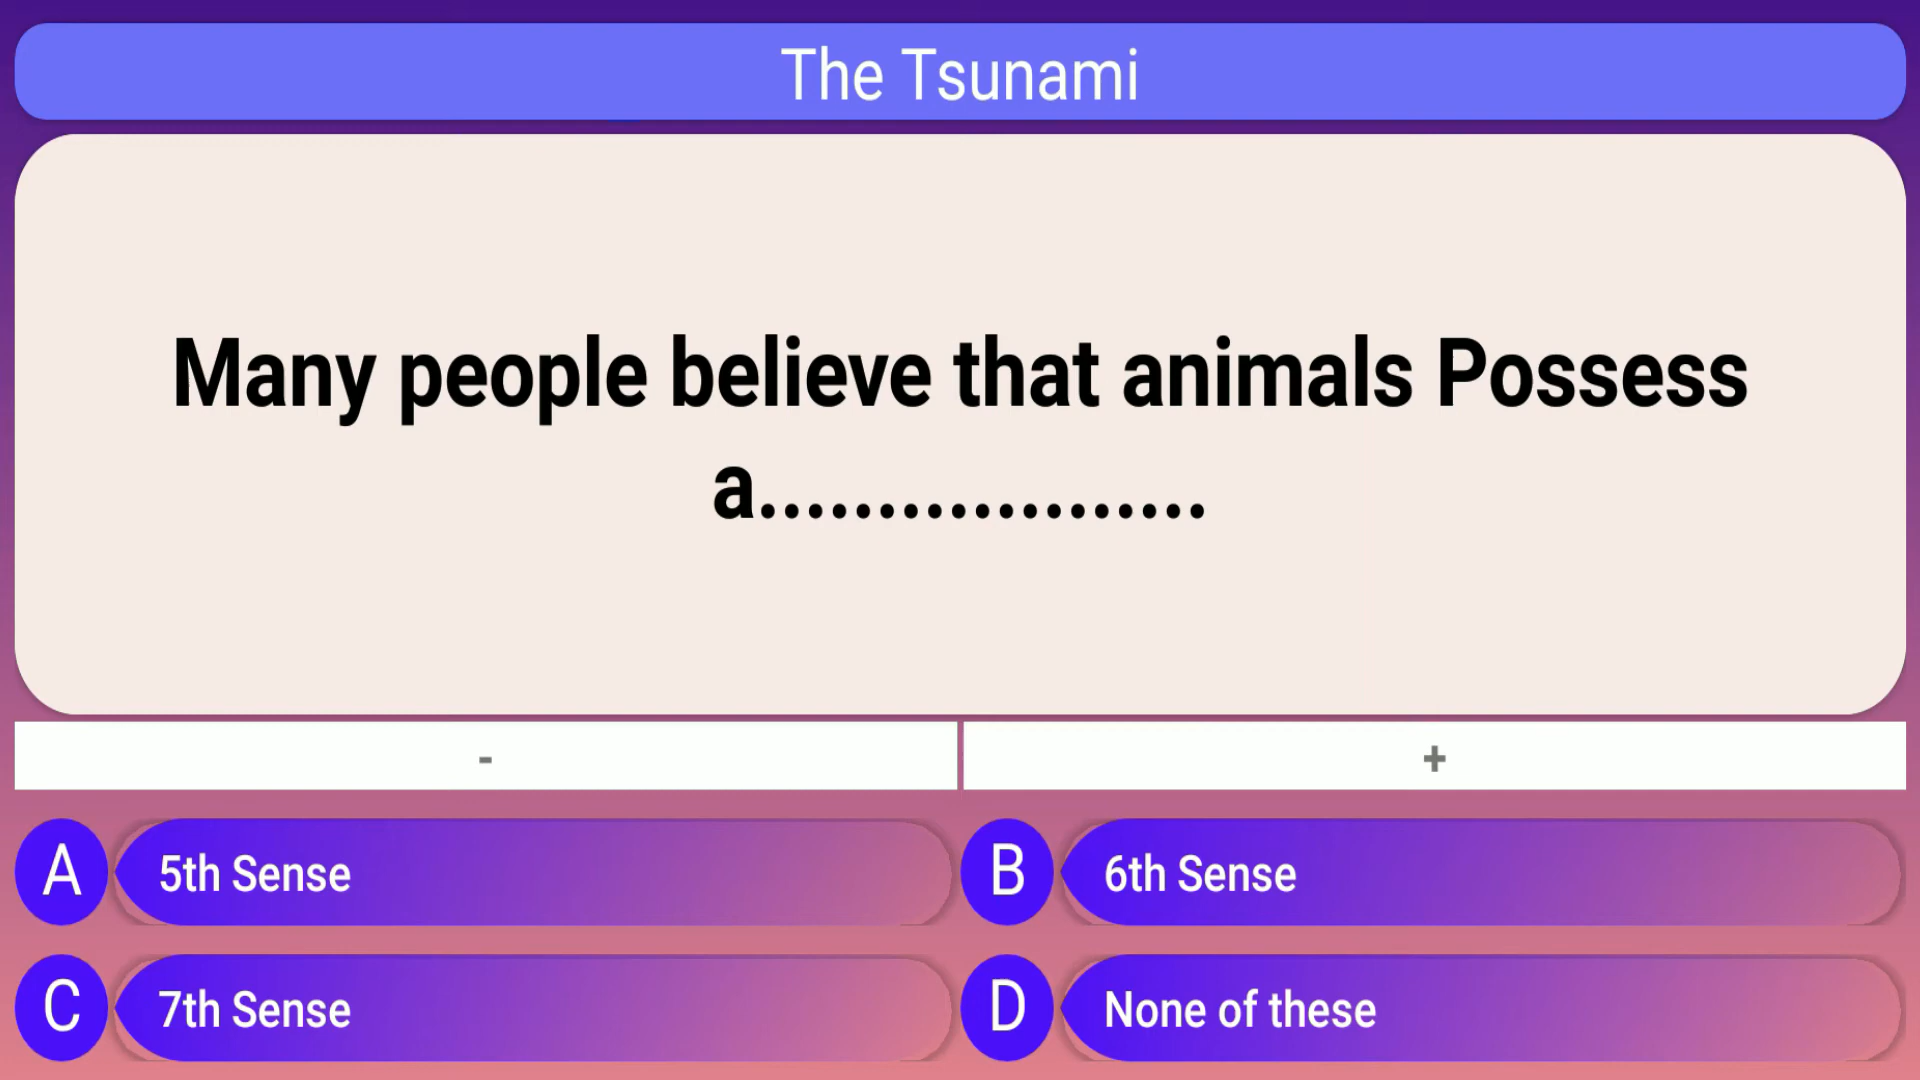 The Tsunami
Many people believe that animals Possess
a...................
-
+
A
5th Sense
B
6th Sense
C
7th Sense
D
None of these